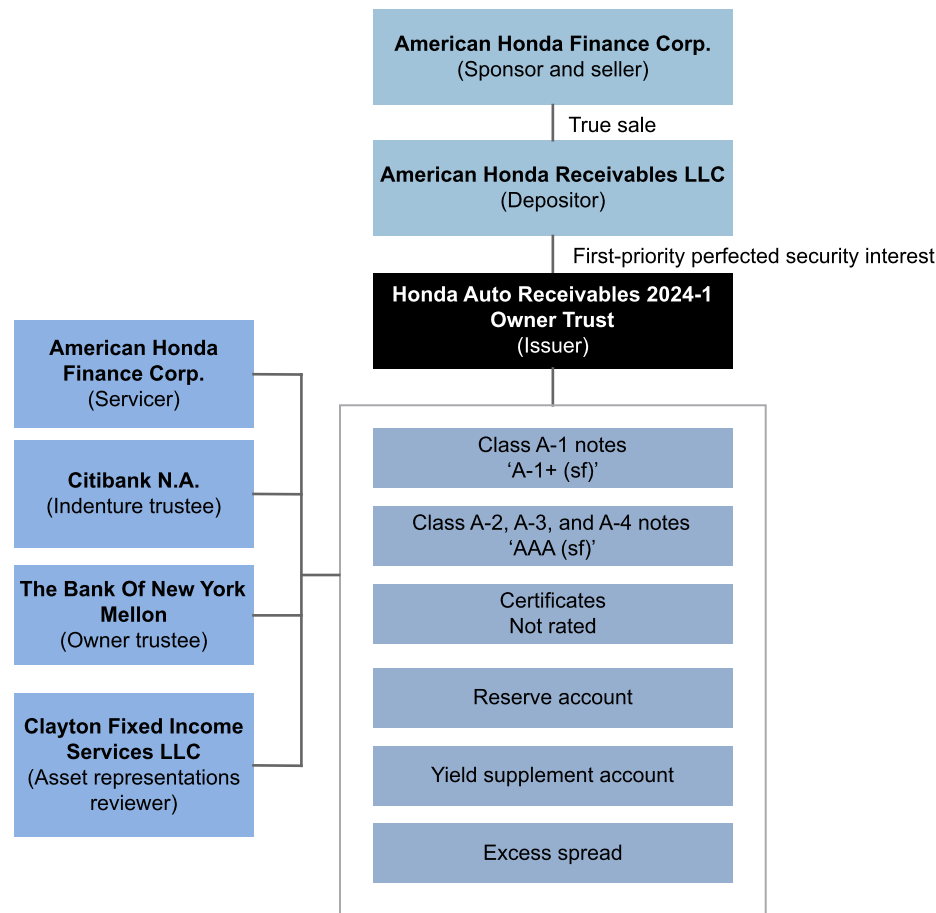 American Honda Finance Corp.
(Sponsor and seller)
True sale
American Honda Receivables LLC
(Depositor)
First-priority perfected security interest
Honda Auto Receivables 2024-1
Owner Trust
(Issuer)
American Honda
Finance Corp.
(Servicer)
Citibank N.A.
(Indenture trustee)
The Bank Of New York
Mellon
(Owner trustee)
Clayton Fixed Income
Services LLC
(Asset representations
reviewer)
Class A-1 notes
‘A-1+ (sf)’
Class A-2, A-3, and A-4 notes
‘AAA (sf)’
Certificates
Not rated
Reserve account
Yield supplement account
Excess spread